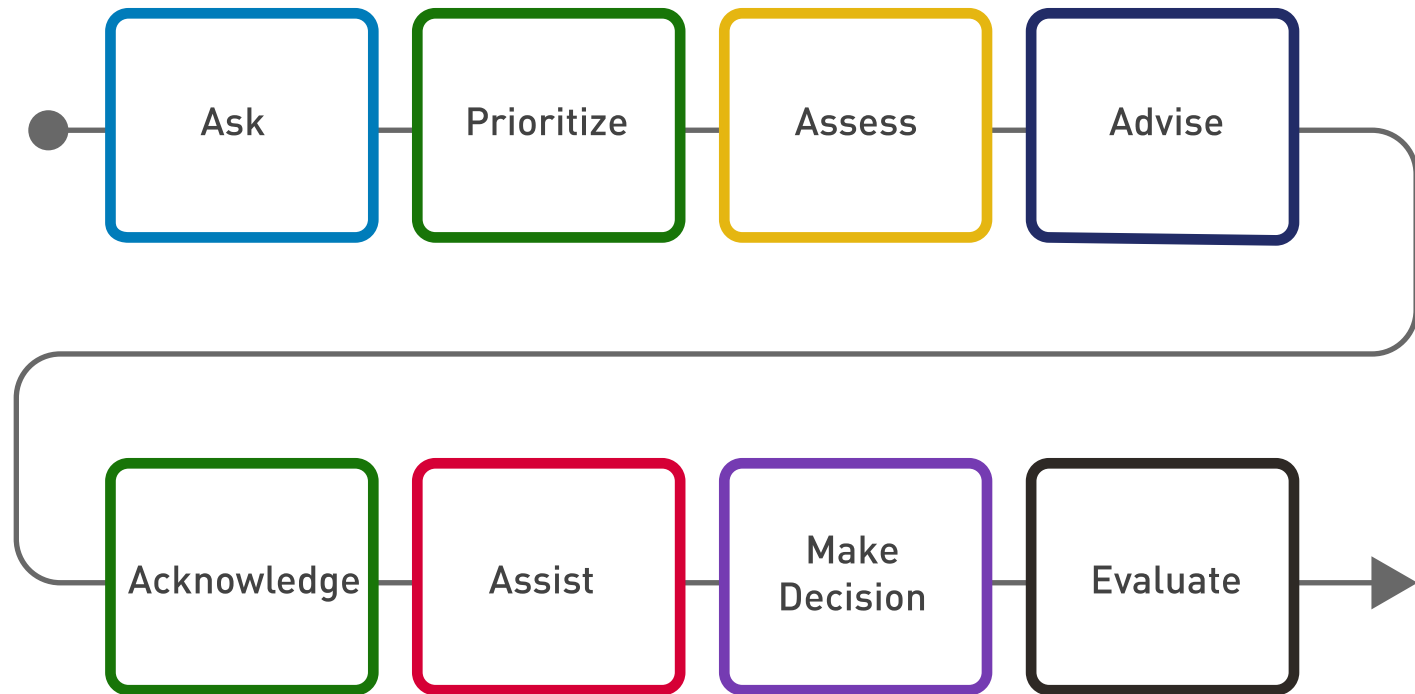 Ask
Prioritize
Assess
Advise
Acknowledge
Assist
Make
Decision
Evaluate